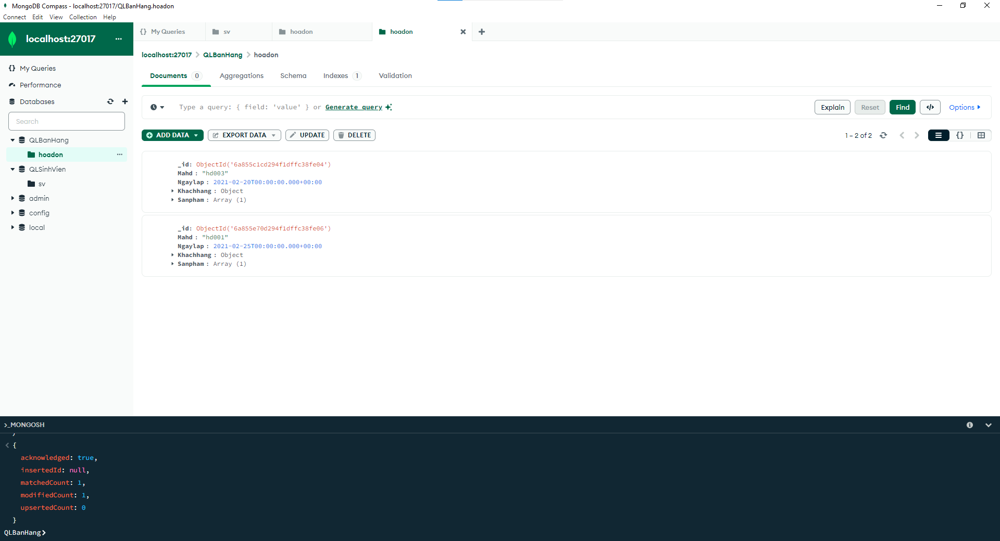 MongoDB Compass - localhost:27017/QLBanHang.hoadon
Connect Edit View Collection Help
localhost:27017 ...
{} My Queries
sv
hoadon
hoadon
localhost:27017 > QLBanHang > hoadon
My Queries
Performance
Databases
Search
QLBanHang
hoadon ...
QLSinhVien
sv
admin
config
local
Documents 0 Aggregations Schema Indexes 1 Validation
Type a query: { field: 'value' } or Generate query
Explain Reset Find </> Options
ADD DATA EXPORT DATA UPDATE DELETE
1 – 2 of 2 {}
_id: ObjectId('6a855c1cd294f1dffc38fe04')
Mahd : "hd003"
Ngaylap : 2021-02-20T00:00:00.000+00:00
Khachhang : Object
Sanpham : Array (1)
_id: ObjectId('6a855e70d294f1dffc38fe06')
Mahd : "hd001"
Ngaylap : 2021-02-25T00:00:00.000+00:00
Khachhang : Object
Sanpham : Array (1)
>_MONGOSH
< {
acknowledged: true,
insertedId: null,
matchedCount: 1,
modifiedCount: 1,
upsertedCount: 0
}
QLBanHang>